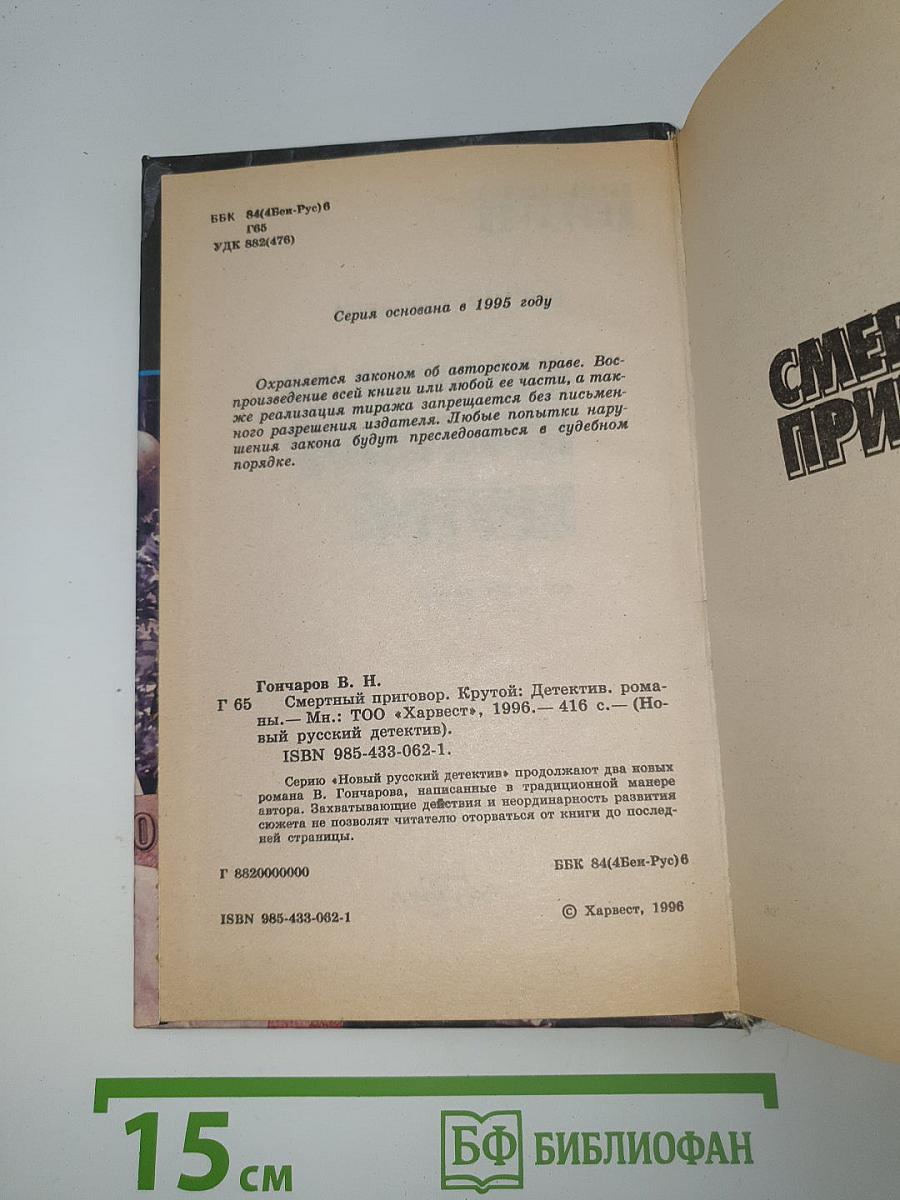 ББК 84(4Беи-Рус)6
Г65
УДК 882(476)
Серия основана в 1995 году
Охраняется законом об авторском праве. Вос-
произведение всей книги или любой ее части, а так-
же реализация тиража запрещается без письмен-
ного разрешения издателя. Любые попытки нару-
шения закона будут преследоваться в судебном
порядке.
Гончаров В. Н.
Г 65 Смертный приговор. Крутой: Детектив. рома-
ны.— Мн.: ТОО «Харвест», 1996.— 416 с.— (Но-
вый русский детектив).
ISBN 985-433-062-1.
Серию «Новый русский детектив» продолжают два новых
романа В. Гончарова, написанные в традиционной манере
автора. Захватывающие действия и неординарность развития
сюжета не позволят читателю оторваться от книги до послед-
ней страницы.
Г 8820000000
ББК 84(4Беи-Рус)6
ISBN 985-433-062-1
© Харвест, 1996
СМЕР
ПРИ
15 см
БФ БИБЛИОФАН